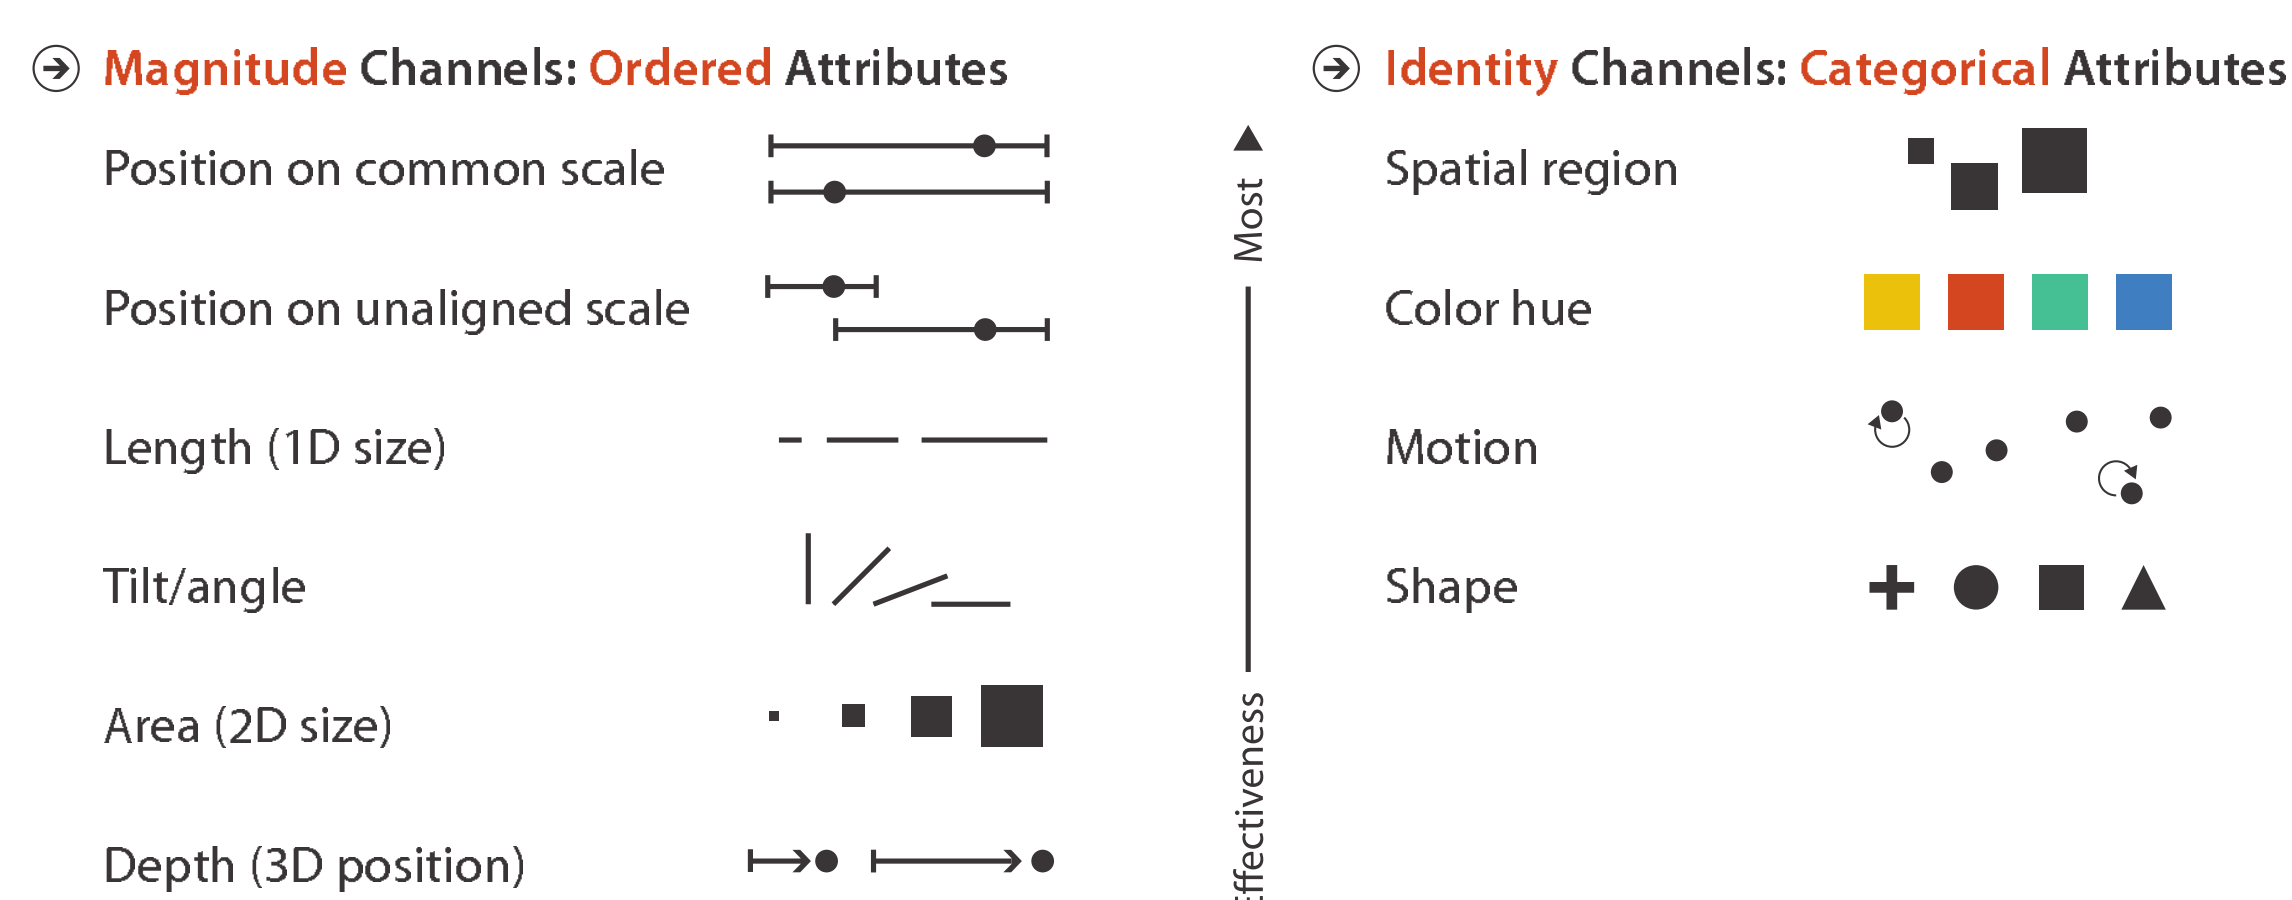 Magnitude Channels: Ordered Attributes
Position on common scale
Position on unaligned scale
Length (1D size)
Tilt/angle
Area (2D size)
Depth (3D position)
Most
Effectiveness
Identity Channels: Categorical Attributes
Spatial region
Color hue
Motion
Shape